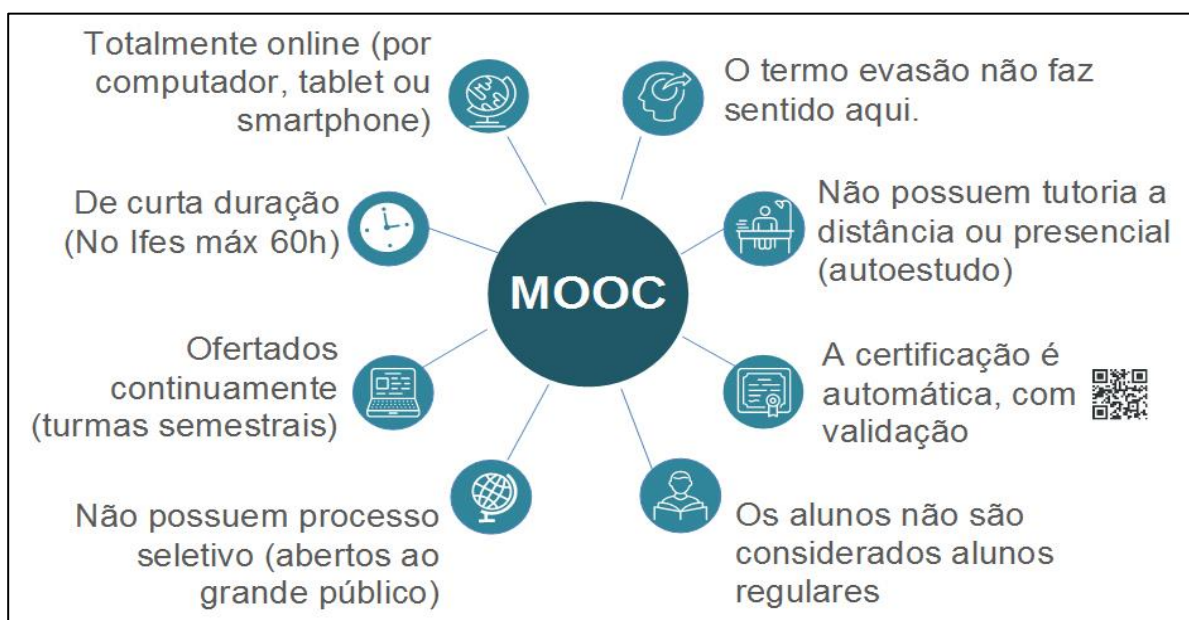 Totalmente online (por
computador, tablet ou
smartphone)
O termo evasão não faz
sentido aqui.
De curta duração
(No Ifes máx 60h)
Não possuem tutoria a
distância ou presencial
(autoestudo)
MOOC
Ofertados
continuamente
(turmas semestrais)
A certificação é
automática, com
validação
Não possuem processo
seletivo (abertos ao
grande público)
Os alunos não são
considerados alunos
regulares